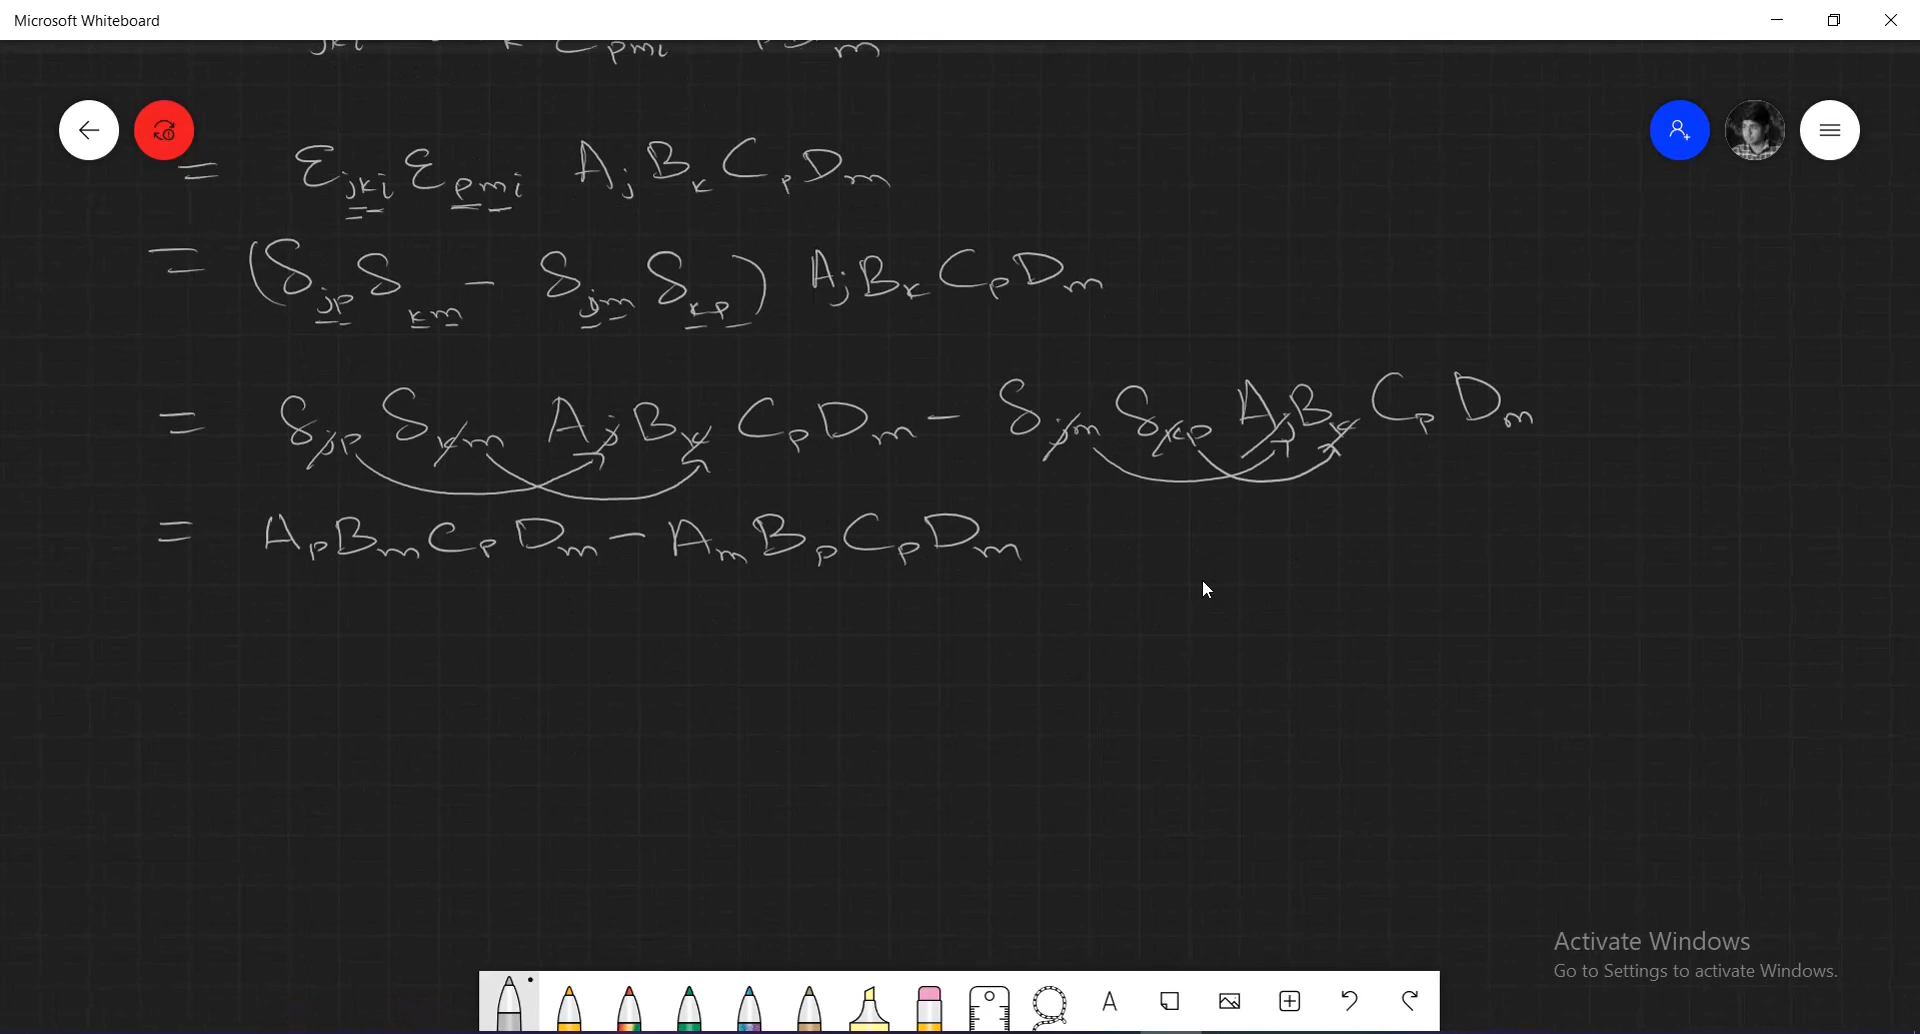 Microsoft Whiteboard
= ε_jki ε_pmi A_j B_k C_p D_m
= (δ_jp δ_km - δ_jm δ_kp) A_j B_k C_p D_m
= δ_jp δ_km A_j B_k C_p D_m - δ_jm δ_kp A_j B_k C_p D_m
= A_p B_m C_p D_m - A_m B_p C_p D_m
Activate Windows
Go to Settings to activate Windows.
A